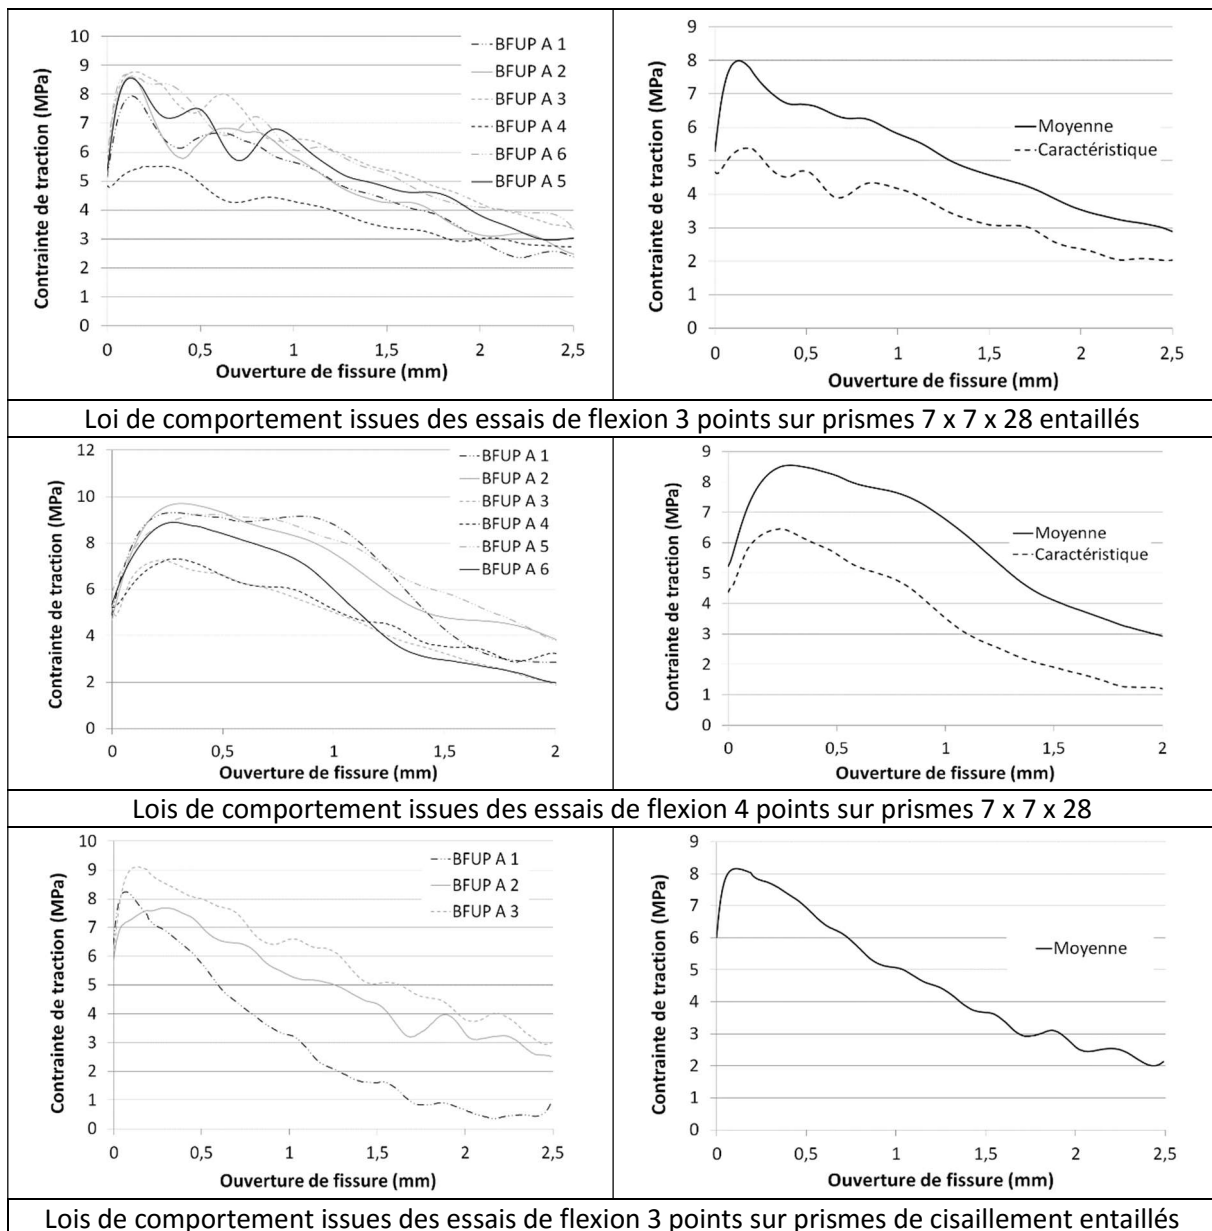 10
9
8
7
6
5
4
3
2
1
0
Contrainte de traction (MPa)
BFUP A 1
BFUP A 2
BFUP A 3
BFUP A 4
BFUP A 6
BFUP A 5
0
0,5
1
1,5
2
2,5
Ouverture de fissure (mm)
9
8
7
6
5
4
3
2
1
0
Contrainte de traction (MPa)
Moyenne
Caractéristique
0
0,5
1
1,5
2
2,5
Ouverture de fissure (mm)
Loi de comportement issues des essais de flexion 3 points sur prismes 7 x 7 x 28 entaillés
12
10
8
6
4
2
0
Contrainte de traction (MPa)
BFUP A 1
BFUP A 2
BFUP A 3
BFUP A 4
BFUP A 5
BFUP A 6
0
0,5
1
1,5
2
Ouverture de fissure (mm)
9
8
7
6
5
4
3
2
1
0
Contrainte de traction (MPa)
Moyenne
Caractéristique
0
0,5
1
1,5
2
Ouverture de fissure (mm)
Lois de comportement issues des essais de flexion 4 points sur prismes 7 x 7 x 28
10
9
8
7
6
5
4
3
2
1
0
Contrainte de traction (MPa)
BFUP A 1
BFUP A 2
BFUP A 3
0
0,5
1
1,5
2
2,5
Ouverture de fissure (mm)
9
8
7
6
5
4
3
2
1
0
Contrainte de traction (MPa)
Moyenne
0
0,5
1
1,5
2
2,5
Ouverture de fissure (mm)
Lois de comportement issues des essais de flexion 3 points sur prismes de cisaillement entaillés